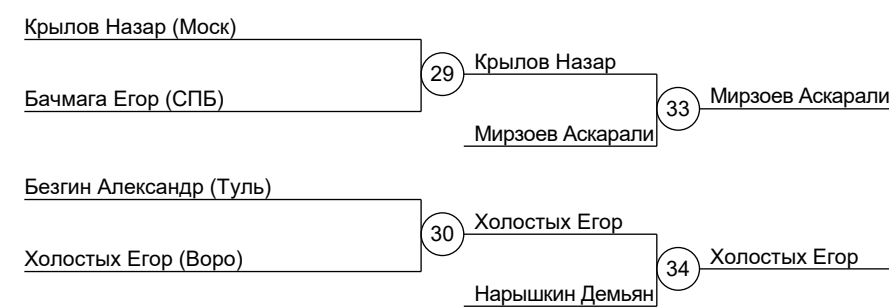 Крылов Назар (Моск)
29
Крылов Назар
Бачмага Егор (СПБ)
33
Мирзоев Аскарали
Мирзоев Аскарали
Безгин Александр (Туль)
30
Холостых Егор
Холостых Егор (Воро)
34
Холостых Егор
Нарышкин Демьян